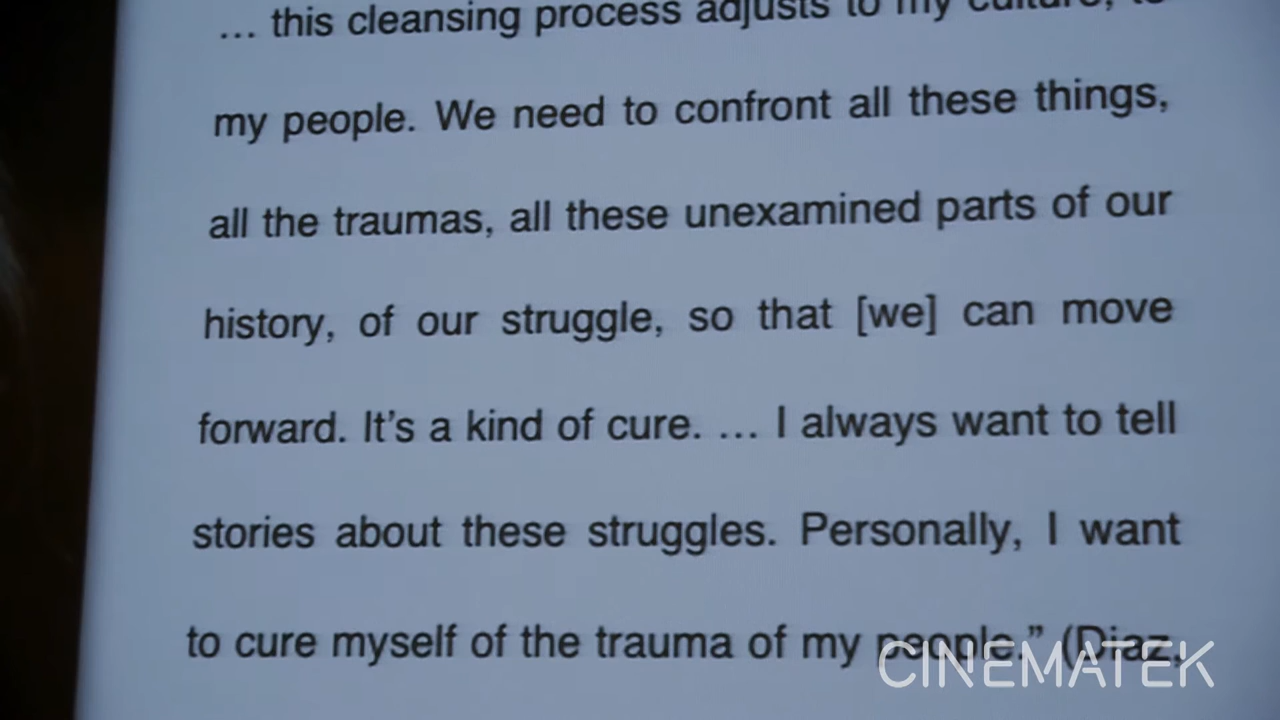 ... this cleansing process adjusts to my culture, to
my people. We need to confront all these things,
all the traumas, all these unexamined parts of our
history, of our struggle, so that [we] can move
forward. It’s a kind of cure. ... I always want to tell
stories about these struggles. Personally, I want
to cure myself of the trauma of my people.” (Diaz,
CINEMATEK